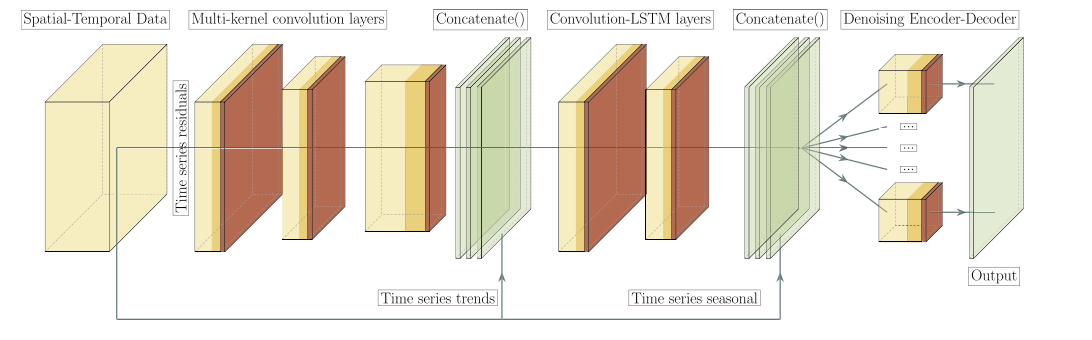 Spatial-Temporal Data
Multi-kernel convolution layers
Concatenate()
Convolution-LSTM layers
Concatenate()
Denoising Encoder-Decoder
Time series residuals
...
...
...
Output
Time series trends
Time series seasonal